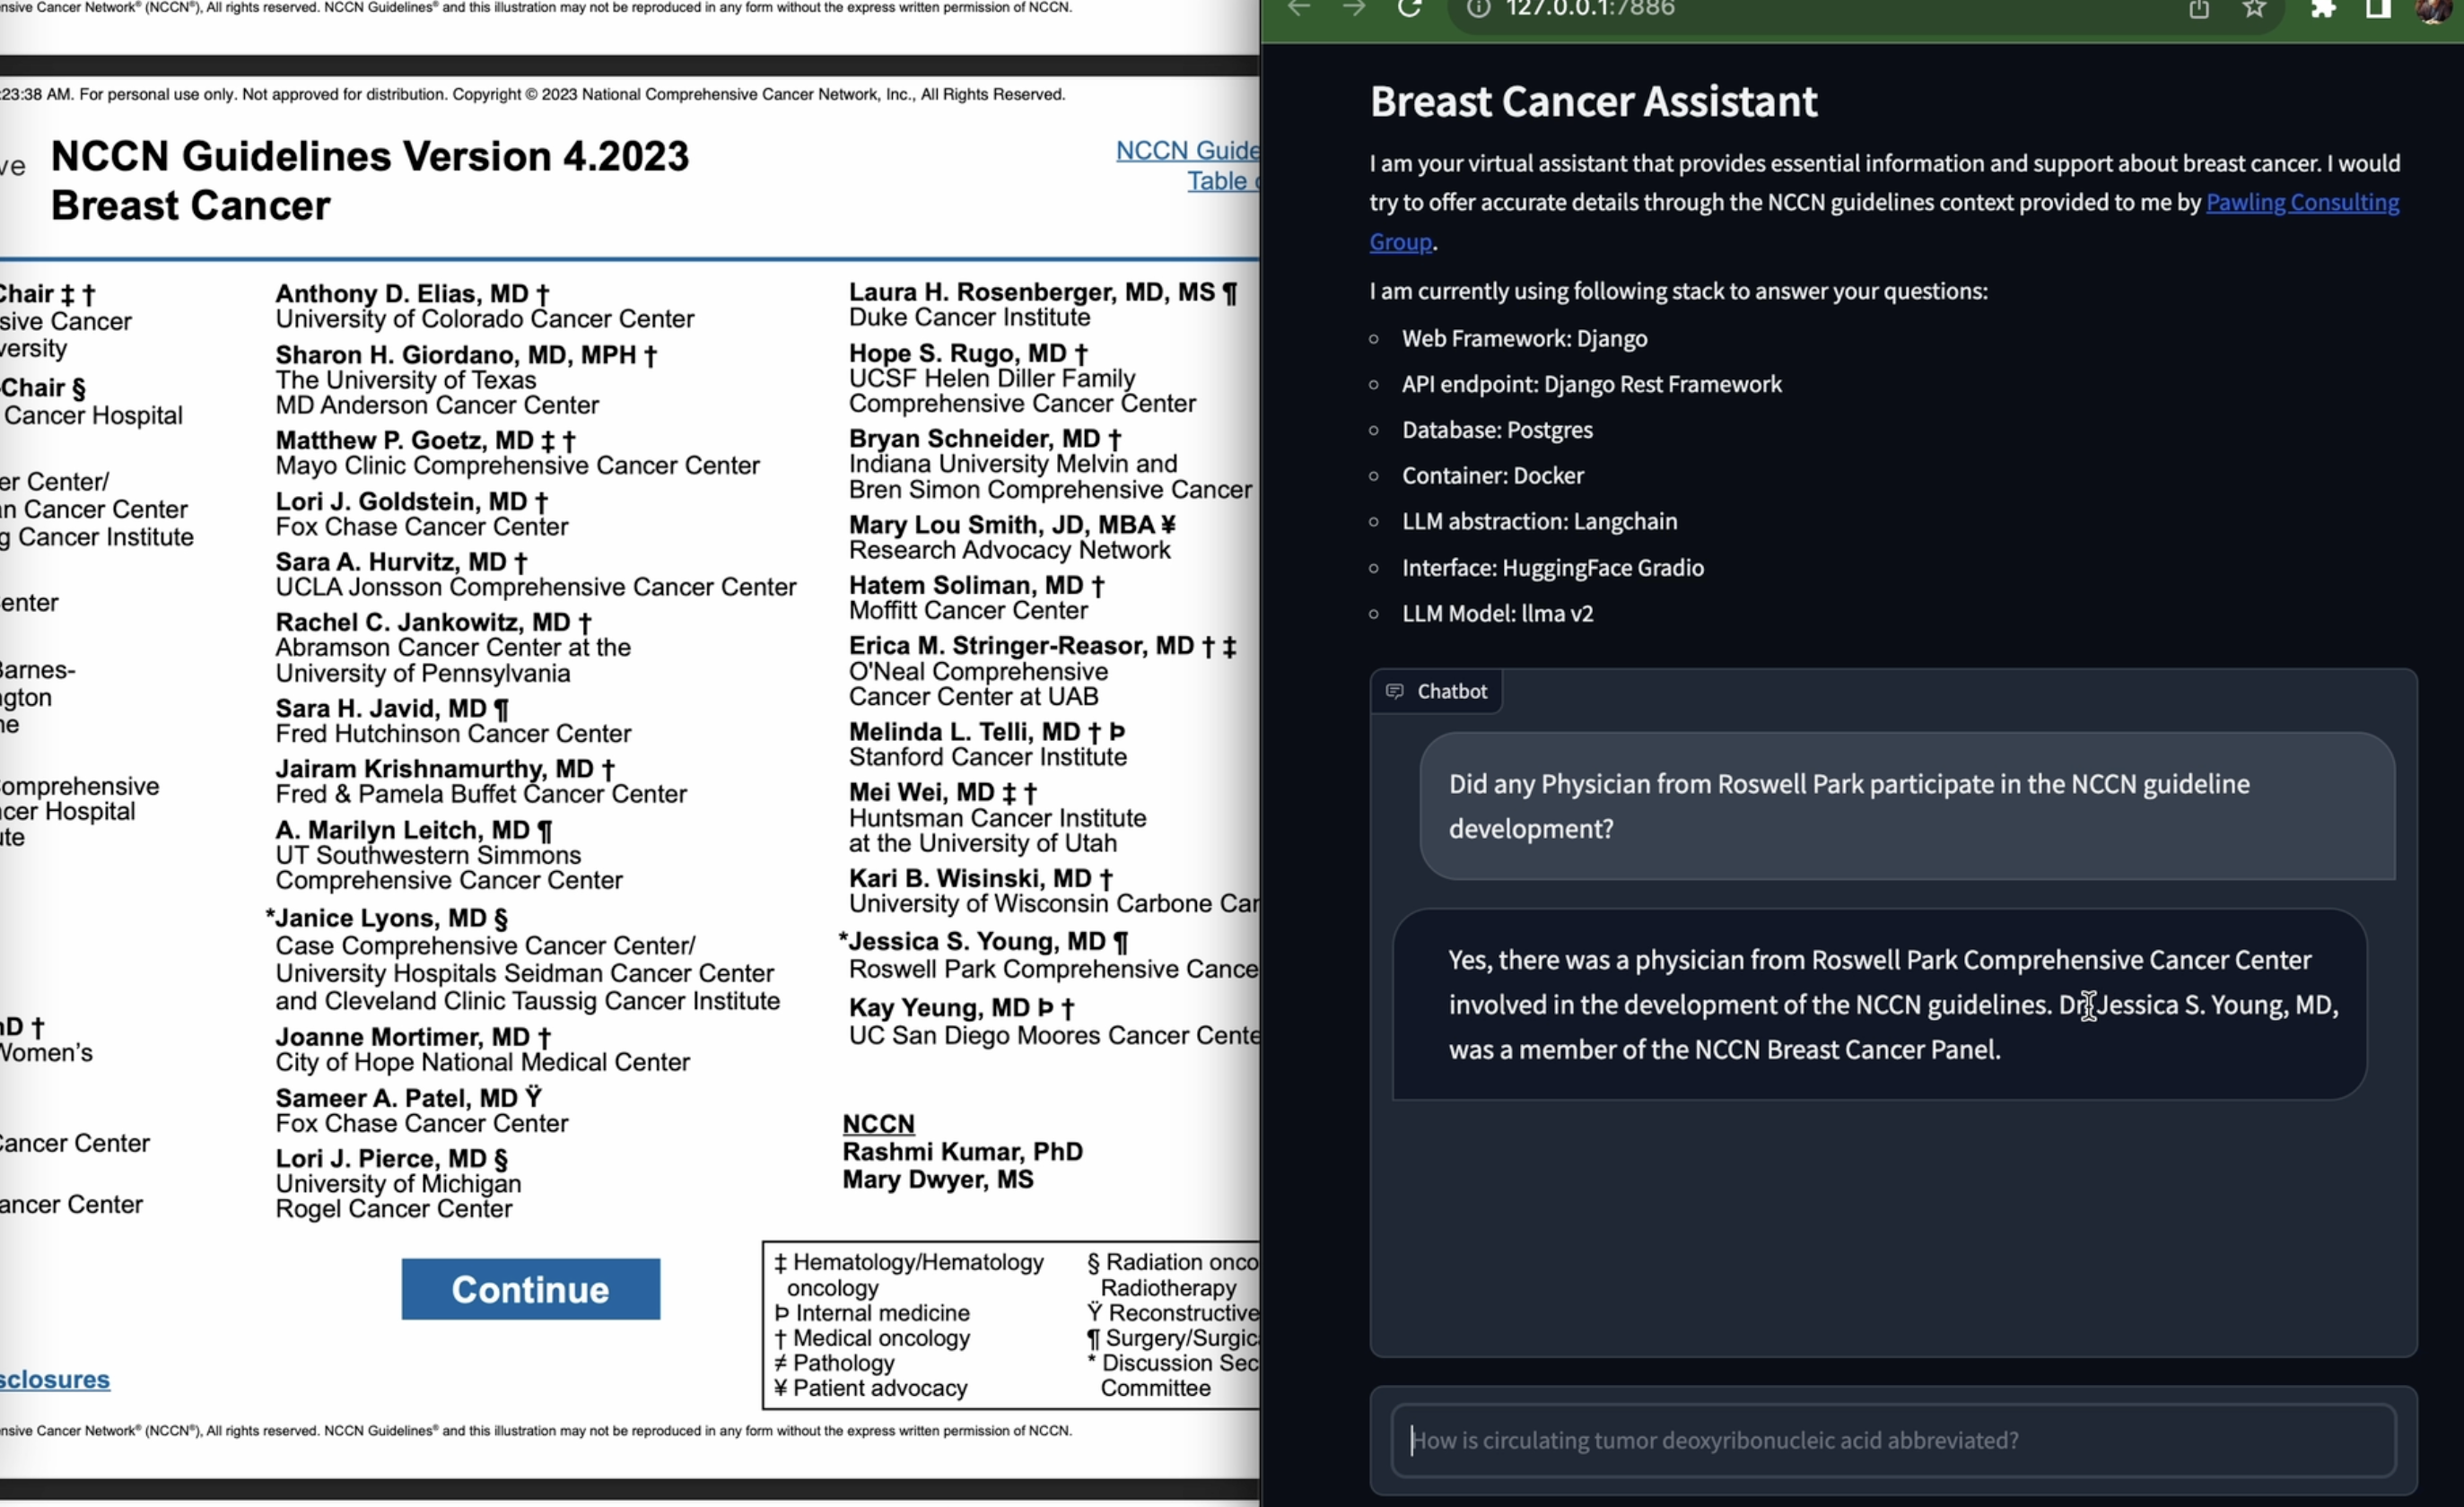 nsive Cancer Network® (NCCN®), All rights reserved. NCCN Guidelines® and this illustration may not be reproduced in any form without the express written permission of NCCN.
:23:38 AM. For personal use only. Not approved for distribution. Copyright © 2023 National Comprehensive Cancer Network, Inc., All Rights Reserved.
ve
NCCN Guidelines Version 4.2023
Breast Cancer
NCCN Guide
Table
Chair ‡ †
sive Cancer
versity
Chair §
Cancer Hospital
er Center/
n Cancer Center
g Cancer Institute
enter
Barnes-
ngton
ne
omprehensive
cer Hospital
ute
D †
Women's
Cancer Center
ancer Center
Anthony D. Elias, MD †
University of Colorado Cancer Center
Sharon H. Giordano, MD, MPH †
The University of Texas
MD Anderson Cancer Center
Matthew P. Goetz, MD ‡ †
Mayo Clinic Comprehensive Cancer Center
Lori J. Goldstein, MD †
Fox Chase Cancer Center
Sara A. Hurvitz, MD †
UCLA Jonsson Comprehensive Cancer Center
Rachel C. Jankowitz, MD †
Abramson Cancer Center at the
University of Pennsylvania
Sara H. Javid, MD ¶
Fred Hutchinson Cancer Center
Jairam Krishnamurthy, MD †
Fred & Pamela Buffet Cancer Center
A. Marilyn Leitch, MD ¶
UT Southwestern Simmons
Comprehensive Cancer Center
*Janice Lyons, MD §
Case Comprehensive Cancer Center/
University Hospitals Seidman Cancer Center
and Cleveland Clinic Taussig Cancer Institute
Joanne Mortimer, MD †
City of Hope National Medical Center
Sameer A. Patel, MD Ÿ
Fox Chase Cancer Center
Lori J. Pierce, MD §
University of Michigan
Rogel Cancer Center
Laura H. Rosenberger, MD, MS ¶
Duke Cancer Institute
Hope S. Rugo, MD †
UCSF Helen Diller Family
Comprehensive Cancer Center
Bryan Schneider, MD †
Indiana University Melvin and
Bren Simon Comprehensive Cancer
Mary Lou Smith, JD, MBA ¥
Research Advocacy Network
Hatem Soliman, MD †
Moffitt Cancer Center
Erica M. Stringer-Reasor, MD † ‡
O'Neal Comprehensive
Cancer Center at UAB
Melinda L. Telli, MD † Þ
Stanford Cancer Institute
Mei Wei, MD ‡ †
Huntsman Cancer Institute
at the University of Utah
Kari B. Wisinski, MD †
University of Wisconsin Carbone Car
*Jessica S. Young, MD ¶
Roswell Park Comprehensive Cance
Kay Yeung, MD Þ †
UC San Diego Moores Cancer Cente
NCCN
Rashmi Kumar, PhD
Mary Dwyer, MS
Continue
‡ Hematology/Hematology
oncology
Þ Internal medicine
† Medical oncology
≠ Pathology
¥ Patient advocacy
§ Radiation onco
Radiotherapy
Ÿ Reconstructive
¶ Surgery/Surgic
* Discussion Sec
Committee
sclosures
nsive Cancer Network® (NCCN®), All rights reserved. NCCN Guidelines® and this illustration may not be reproduced in any form without the express written permission of NCCN.
127.0.0.1:7886
Breast Cancer Assistant
I am your virtual assistant that provides essential information and support about breast cancer. I would
try to offer accurate details through the NCCN guidelines context provided to me by Pawling Consulting
Group.
I am currently using following stack to answer your questions:
Web Framework: Django
API endpoint: Django Rest Framework
Database: Postgres
Container: Docker
LLM abstraction: Langchain
Interface: HuggingFace Gradio
LLM Model: llma v2
Chatbot
Did any Physician from Roswell Park participate in the NCCN guideline
development?
Yes, there was a physician from Roswell Park Comprehensive Cancer Center
involved in the development of the NCCN guidelines. Dr. Jessica S. Young, MD,
was a member of the NCCN Breast Cancer Panel.
How is circulating tumor deoxyribonucleic acid abbreviated?